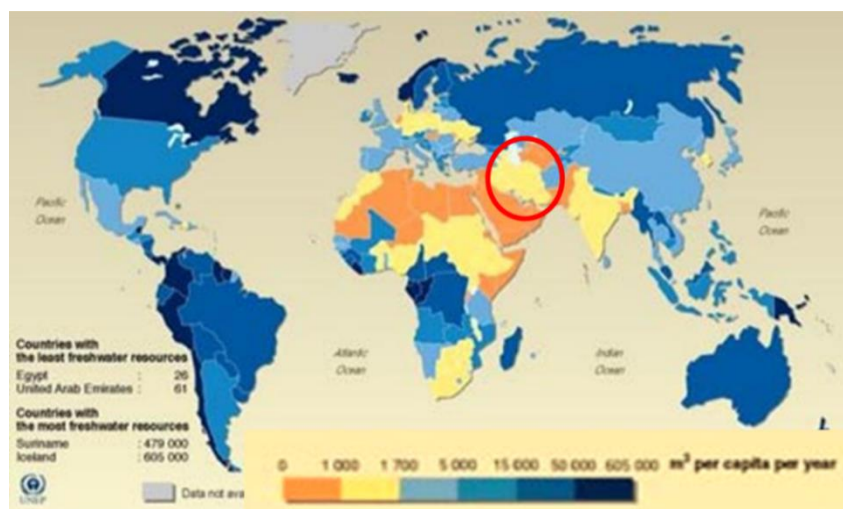 Pacific
Ocean
Pacific
Ocean
Atlantic
Ocean
Indian
Ocean
Countries with
the least freshwater resources
Egypt : 26
United Arab Emirates : 61
Countries with
the most freshwater resources
Suriname : 479 000
Iceland : 605 000
0 1 000 1 700 5 000 15 000 50 000 605 000 m³ per capita per year
UNEP
Data not ava